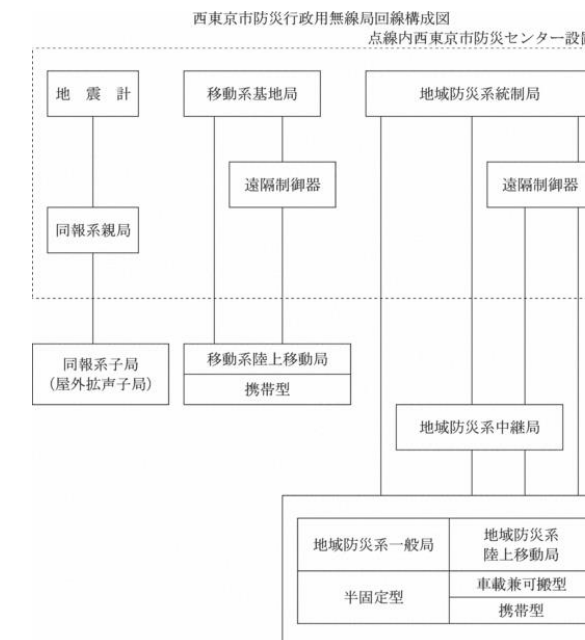 西東京市防災行政用無線局回線構成図
点線内西東京市防災センター設
地 震 計
移動系基地局
地域防災系統制局
遠隔制御器
遠隔制御器
同報系親局
同報系子局
(屋外拡声子局)
移動系陸上移動局
携帯型
地域防災系中継局
地域防災系一般局
地域防災系
陸上移動局
半固定型
車載兼可搬型
携帯型